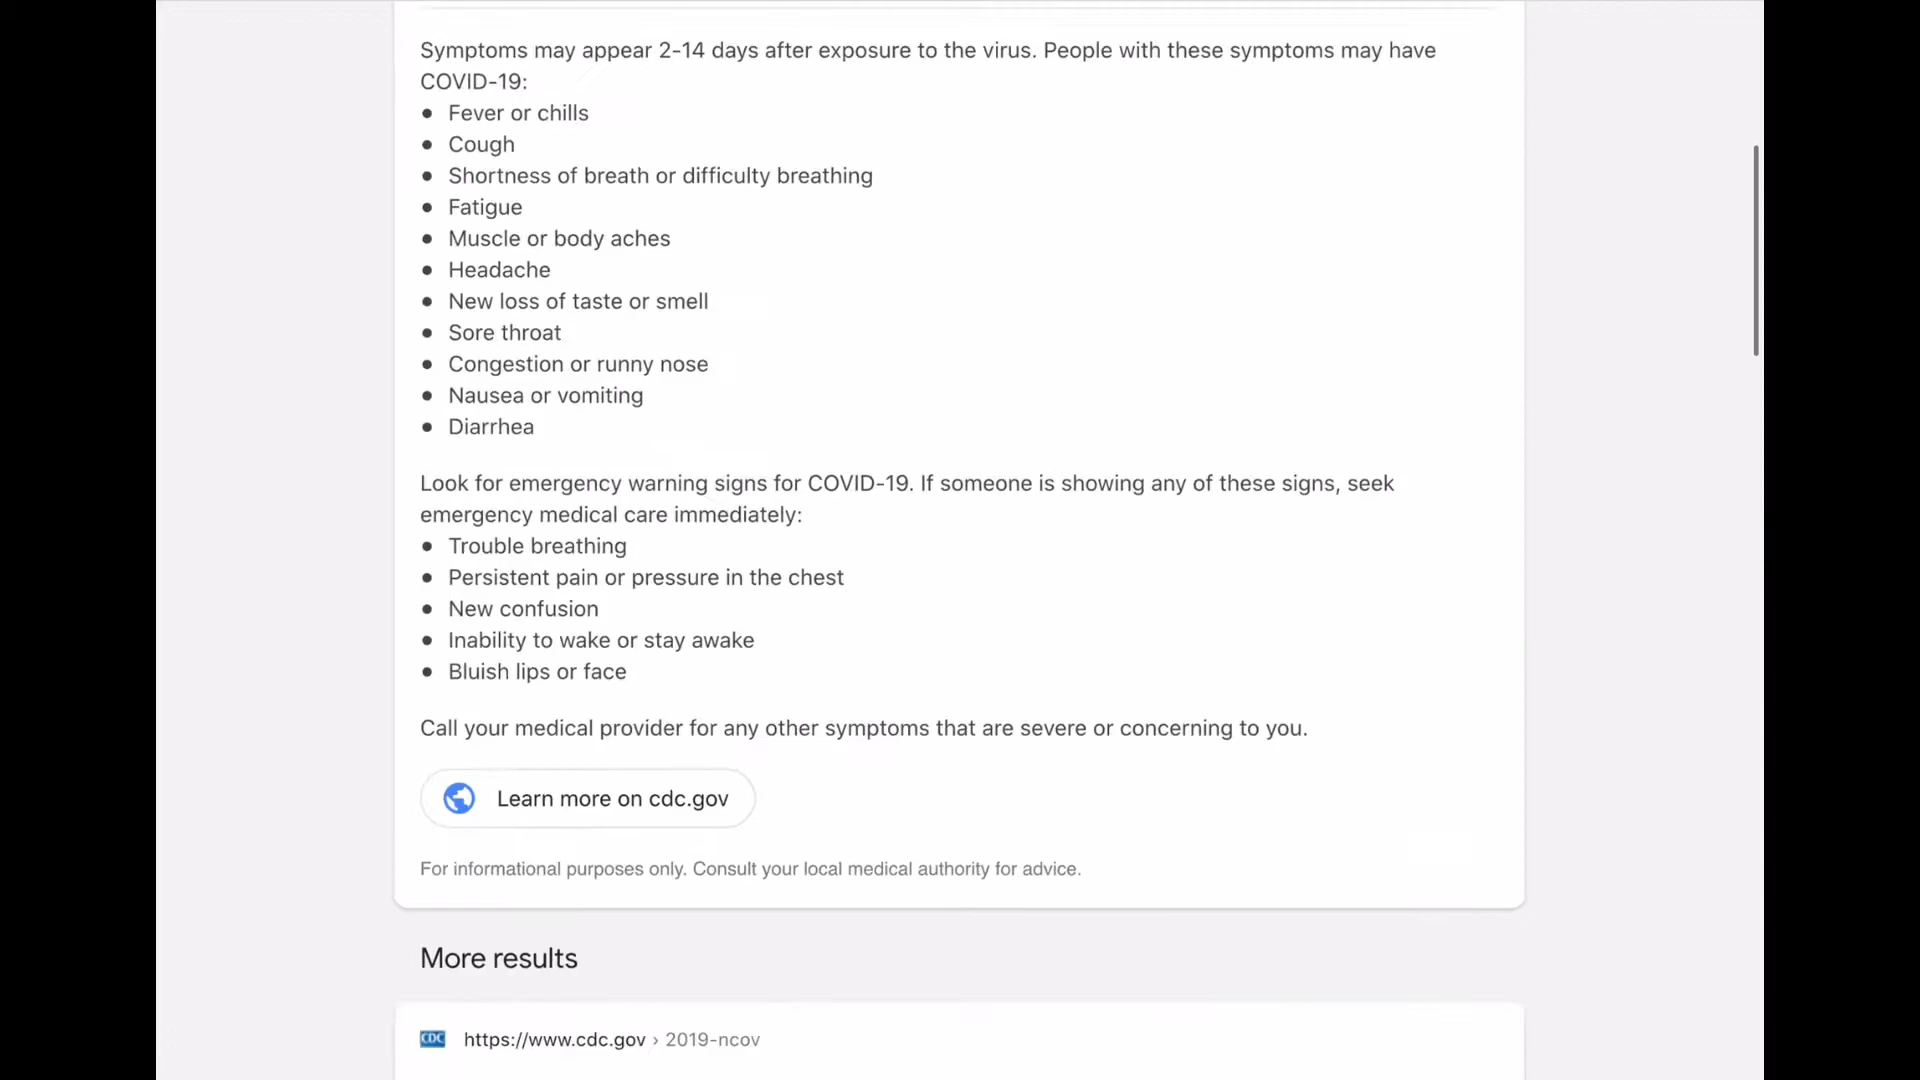 Symptoms may appear 2-14 days after exposure to the virus. People with these symptoms may have
COVID-19:
• Fever or chills
• Cough
• Shortness of breath or difficulty breathing
• Fatigue
• Muscle or body aches
• Headache
• New loss of taste or smell
• Sore throat
• Congestion or runny nose
• Nausea or vomiting
• Diarrhea
Look for emergency warning signs for COVID-19. If someone is showing any of these signs, seek
emergency medical care immediately:
• Trouble breathing
• Persistent pain or pressure in the chest
• New confusion
• Inability to wake or stay awake
• Bluish lips or face
Call your medical provider for any other symptoms that are severe or concerning to you.
Learn more on cdc.gov
For informational purposes only. Consult your local medical authority for advice.
More results
CDC https://www.cdc.gov › 2019-ncov